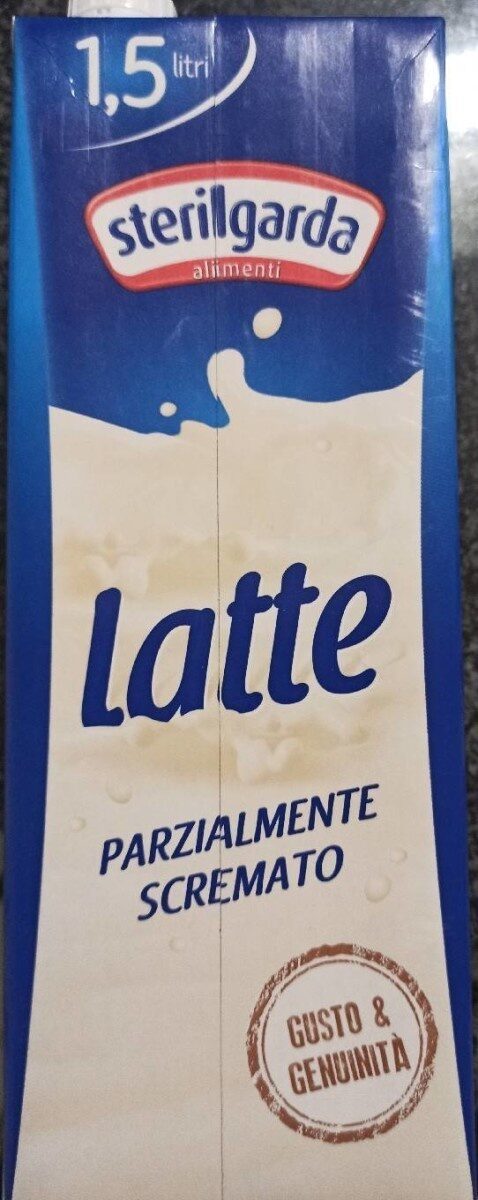 1,5 litri
sterilgarda
alimenti
latte
PARZIALMENTE
SCREMATO
GUSTO &
GENUINITÀ